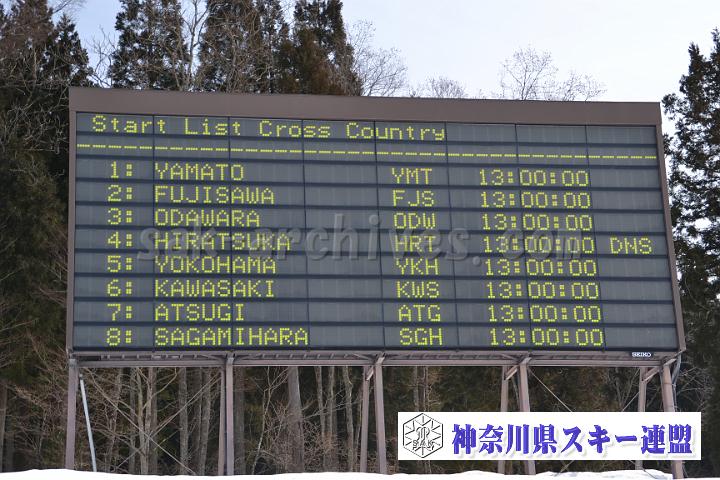 Start List Cross Country
1: YAMATO YMT 13:00:00
2: FUJISAWA FJS 13:00:00
3: ODAWARA ODW 13:00:00
4: HIRATSUKA HRT 13:00:00 DNS
5: YOKOHAMA YKH 13:00:00
6: KAWASAKI KWS 13:00:00
7: ATSUGI ATG 13:00:00
8: SAGAMIHARA SGH 13:00:00
SEIKO
神奈川県スキー連盟